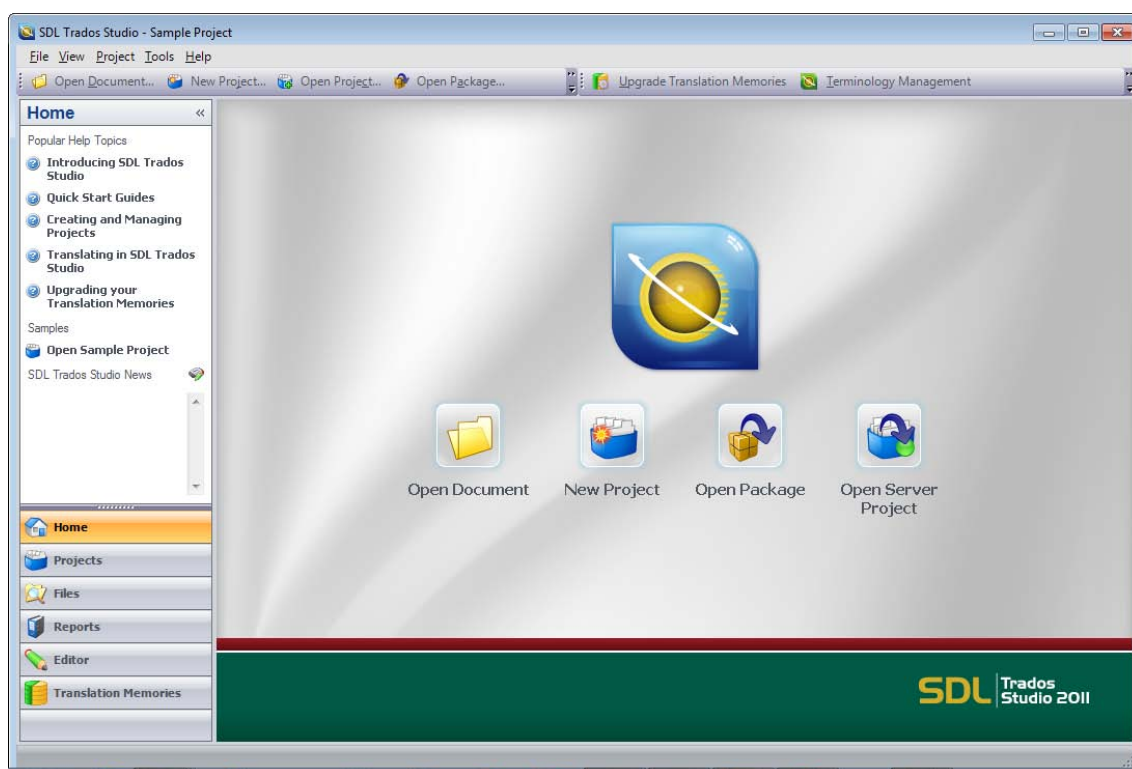 SDL Trados Studio - Sample Project
File View Project Tools Help
Open Document... New Project... Open Project... Open Package... Upgrade Translation Memories Terminology Management
Home «
Popular Help Topics
Introducing SDL Trados
Studio
Quick Start Guides
Creating and Managing
Projects
Translating in SDL Trados
Studio
Upgrading your
Translation Memories
Samples
Open Sample Project
SDL Trados Studio News
Home
Projects
Files
Reports
Editor
Translation Memories
Open Document
New Project
Open Package
Open Server
Project
SDL
Trados
Studio 2011